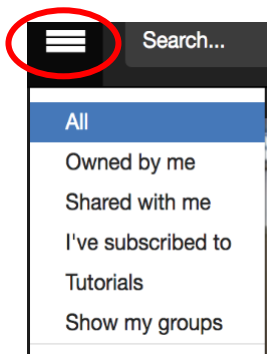 Search...
All
Owned by me
Shared with me
I've subscribed to
Tutorials
Show my groups